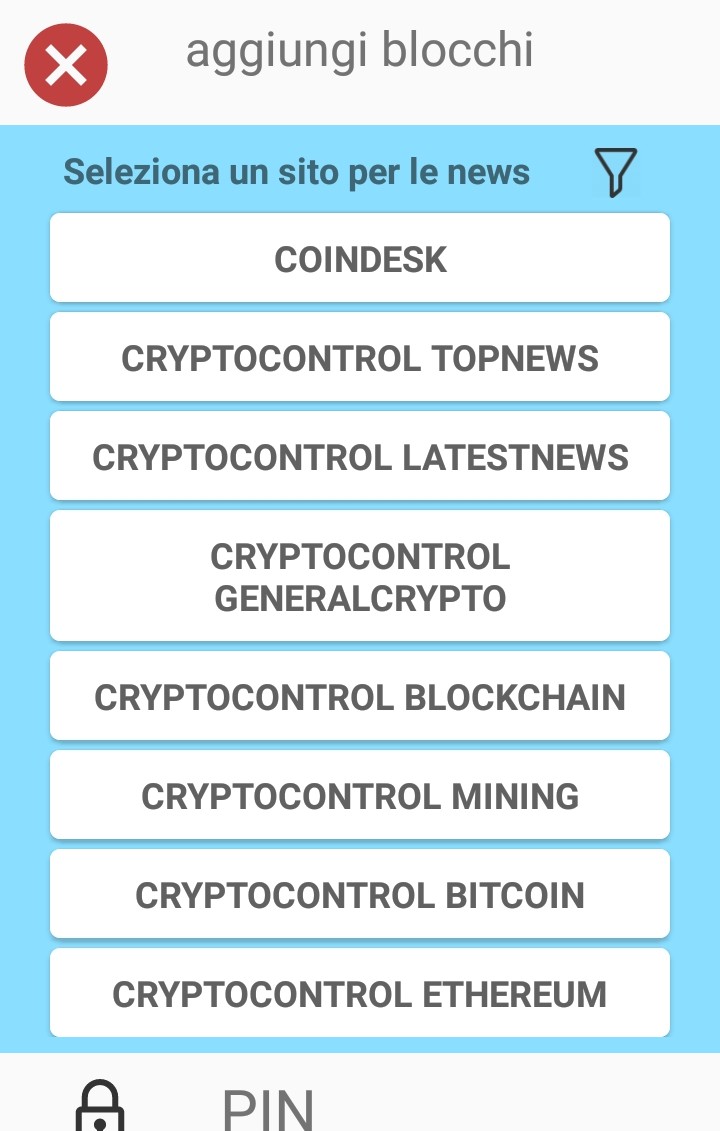 aggiungi blocchi
Seleziona un sito per le news
COINDESK
CRYPTOCONTROL TOPNEWS
CRYPTOCONTROL LATESTNEWS
CRYPTOCONTROL
GENERALCRYPTO
CRYPTOCONTROL BLOCKCHAIN
CRYPTOCONTROL MINING
CRYPTOCONTROL BITCOIN
CRYPTOCONTROL ETHEREUM
PIN